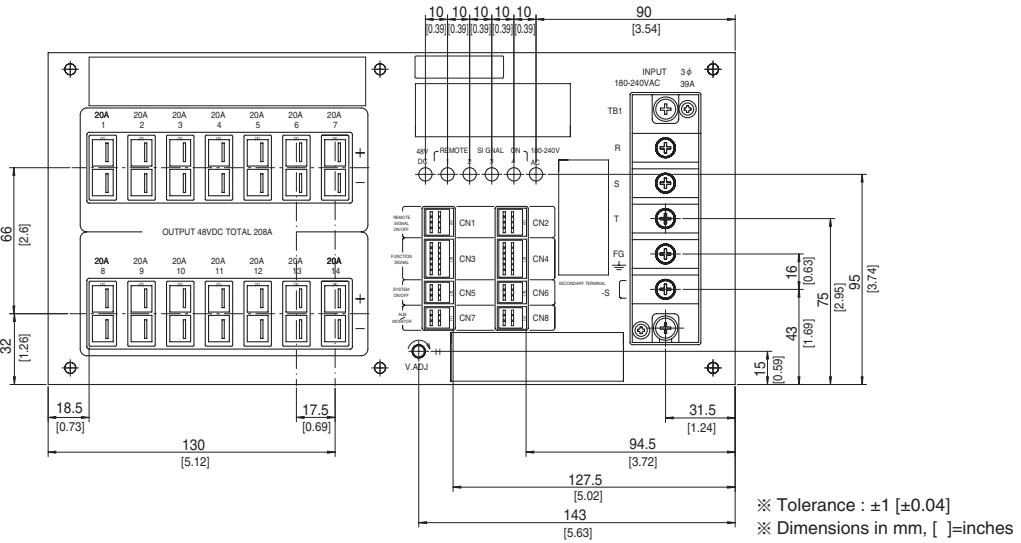 10 10 10 10 10 90
[0.39] [0.39] [0.39] [0.39] [0.39] [3.54]
INPUT 3φ
180-240VAC 39A
TB1
R
S
T
FG
SECONDARY TERMINAL
-S
20A 20A 20A 20A 20A 20A 20A
1 2 3 4 5 6 7
+
−
OUTPUT 48VDC TOTAL 208A
20A 20A 20A 20A 20A 20A 20A
8 9 10 11 12 13 14
+
−
48V DC
REMOTE SIGNAL ON
1 2 3 4
180-240V AC
REMOTE SIGNAL ON/OFF
CN1 CN2
FUNCTION SIGNAL
CN3 CN4
SYSTEM ON/OFF
CN5 CN6
ALM MONITOR
CN7 CN8
H
V.ADJ
66
[2.6]
32
[1.26]
16
[0.63]
43
[1.69]
75
[2.95]
95
[3.74]
15
[0.59]
18.5
[0.73]
17.5
[0.69]
31.5
[1.24]
130
[5.12]
94.5
[3.72]
127.5
[5.02]
143
[5.63]
※ Tolerance : ±1 [±0.04]
※ Dimensions in mm, [ ]=inches